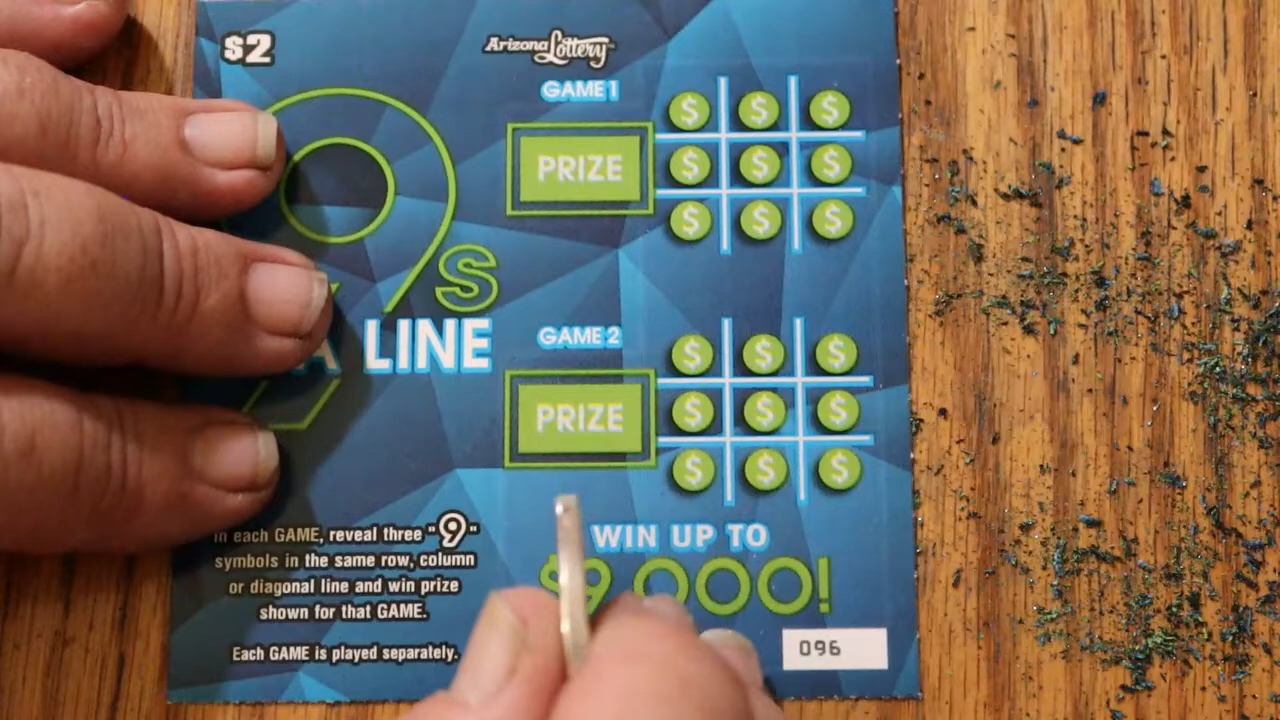 $2
Arizona Lottery™
GAME 1
PRIZE
$ $ $
$ $ $
$ $ $
9s
LINE
GAME 2
PRIZE
$ $ $
$ $ $
$ $ $
In each GAME, reveal three "9"
symbols in the same row, column
or diagonal line and win prize
shown for that GAME.
Each GAME is played separately.
WIN UP TO
$9,000!
096